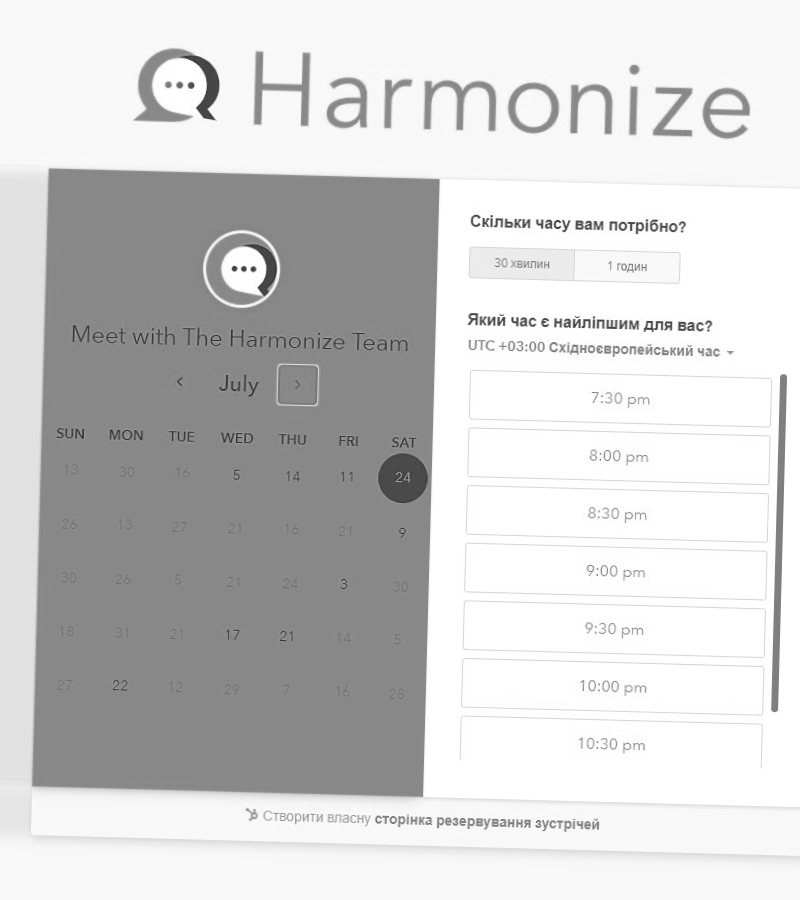 Harmonize
Meet with The Harmonize Team
July
SUN MON TUE WED THU FRI SAT
13 30 16 5 14 11 24
26 13 27 21 16 21 9
30 26 5 21 24 3 30
18 31 21 17 21 14 5
27 22 12 29 7 16 28
Скільки часу вам потрібно?
30 хвилин 1 годин
Який час є найліпшим для вас?
UTC +03:00 Східноєвропейський час
7:30 pm
8:00 pm
8:30 pm
9:00 pm
9:30 pm
10:00 pm
10:30 pm
Створити власну сторінка резервування зустрічей